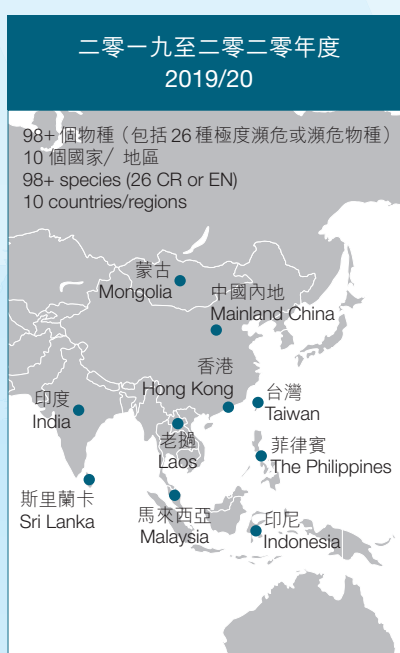 二零一九至二零二零年度
2019/20
98+ 個物種（包括 26 種極度瀕危或瀕危物種）
10 個國家／ 地區
98+ species (26 CR or EN)
10 countries/regions
蒙古
Mongolia
中國內地
Mainland China
香港
Hong Kong
台灣
Taiwan
印度
India
老撾
Laos
菲律賓
The Philippines
斯里蘭卡
Sri Lanka
馬來西亞
Malaysia
印尼
Indonesia